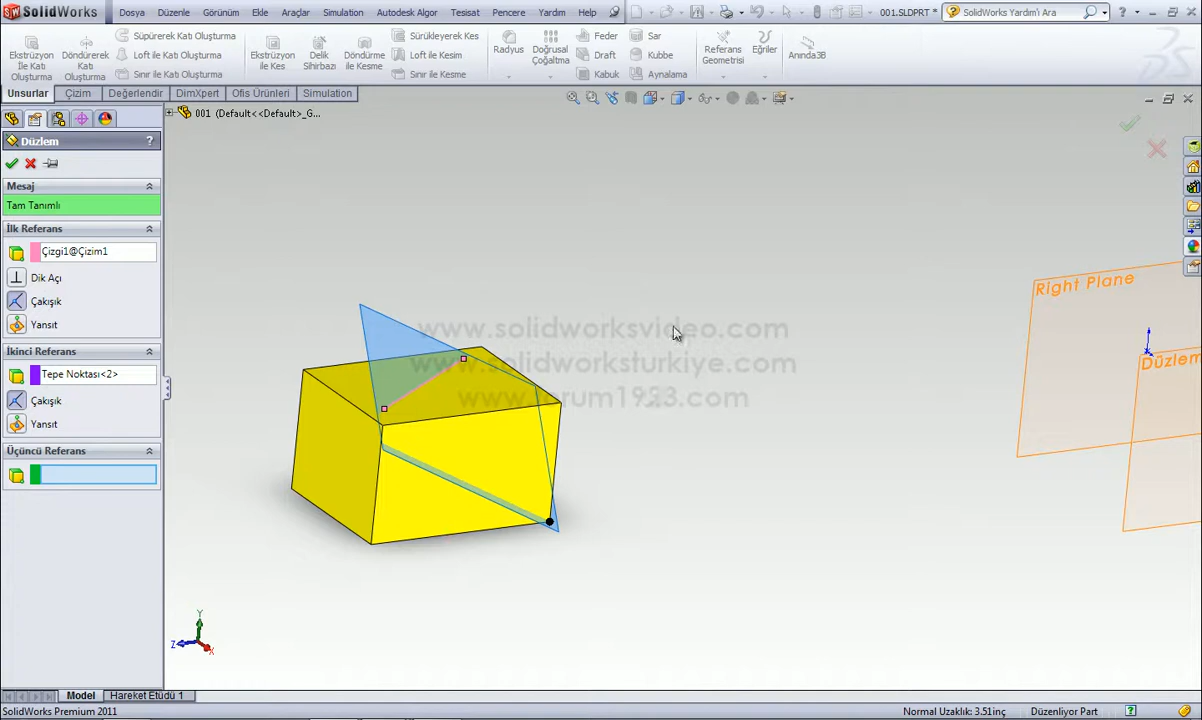 SolidWorks Dosya Düzenle Görünüm Ekle Araçlar Simulation Autodesk Algor Tesisat Pencere Yardım Help 001.SLDPRT * SolidWorks Yardım'ı Ara
Ekstrüzyon İle Katı Oluşturma
Döndürerek Katı Oluşturma
Süpürerek Katı Oluşturma
Loft ile Katı Oluşturma
Sınır ile Katı Oluşturma
Ekstrüzyon ile Kes
Delik Sihirbazı
Döndürme ile Kesme
Sürükleyerek Kes
Loft ile Kesim
Sınır ile Kesme
Radyus
Doğrusal Çoğaltma
Feder
Draft
Kabuk
Sar
Kubbe
Aynalama
Referans Geometrisi
Eğriler
Anında3B
Unsurlar Çizim Değerlendir DimXpert Ofis Ürünleri Simulation
001 (Default<<Default>_G...
Düzlem ?
Mesaj
Tam Tanımlı
İlk Referans
Çizgi1@Çizim1
Dik Açı
Çakışık
Yansıt
İkinci Referans
Tepe Noktası<2>
Çakışık
Yansıt
Üçüncü Referans
www.solidworksvideo.com
www.solidworksturkiye.com
www.forum1923.com
Right Plane
Düzlem
Y
Z
X
Model Hareket Etüdü 1
SolidWorks Premium 2011 Normal Uzaklık: 3.51inç Düzenliyor Part